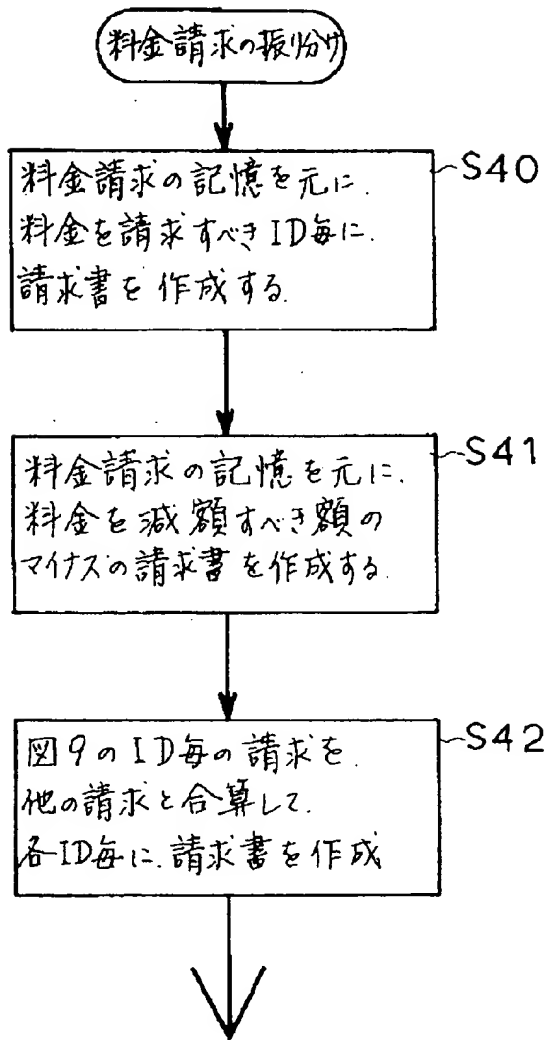 料金請求の振り分け
S40
料金請求の記憶を元に.
料金を請求すべきID毎に.
請求書を作成する.
S41
料金請求の記憶を元に.
料金を減額すべき額の
マイナスの請求書を作成する.
S42
図9のID毎の請求を.
他の請求と合算して.
各ID毎に.請求書を作成